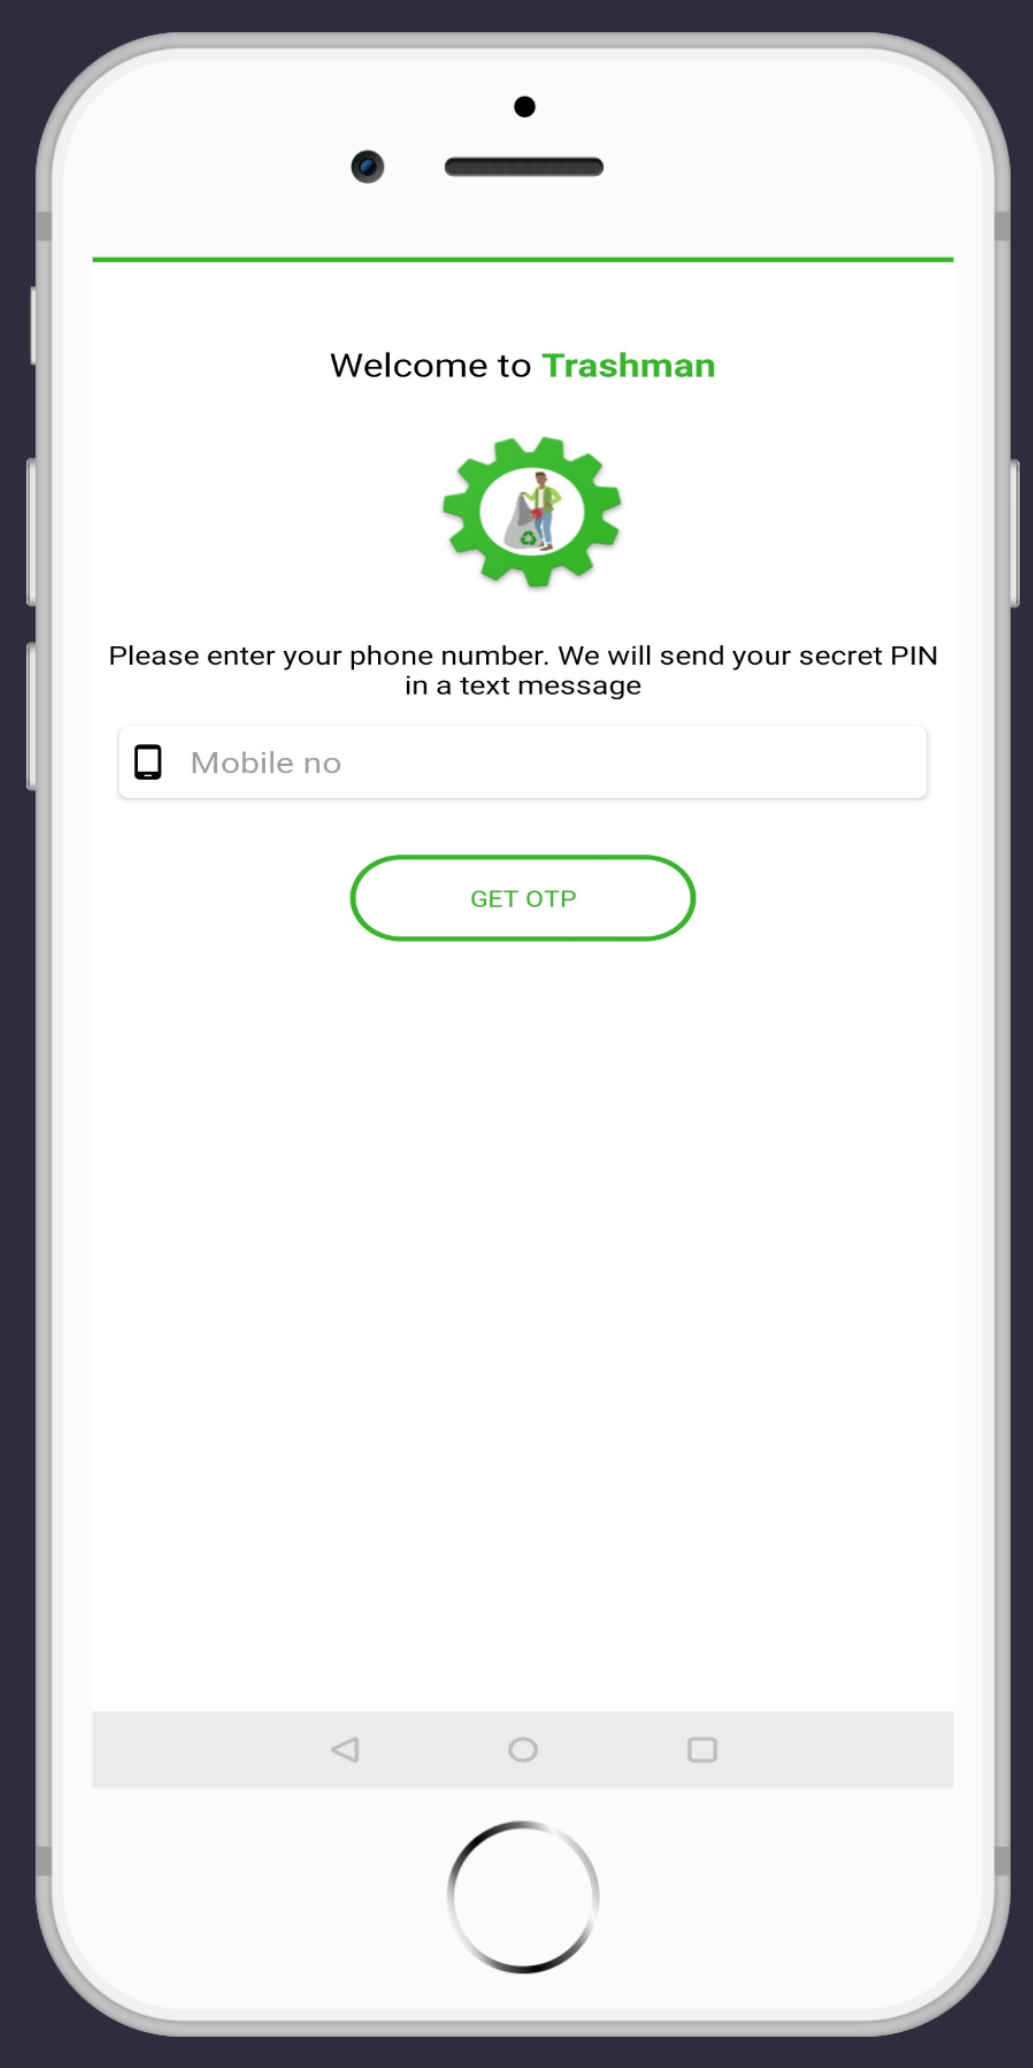 Welcome to Trashman
Please enter your phone number. We will send your secret PIN
in a text message
Mobile no
GET OTP